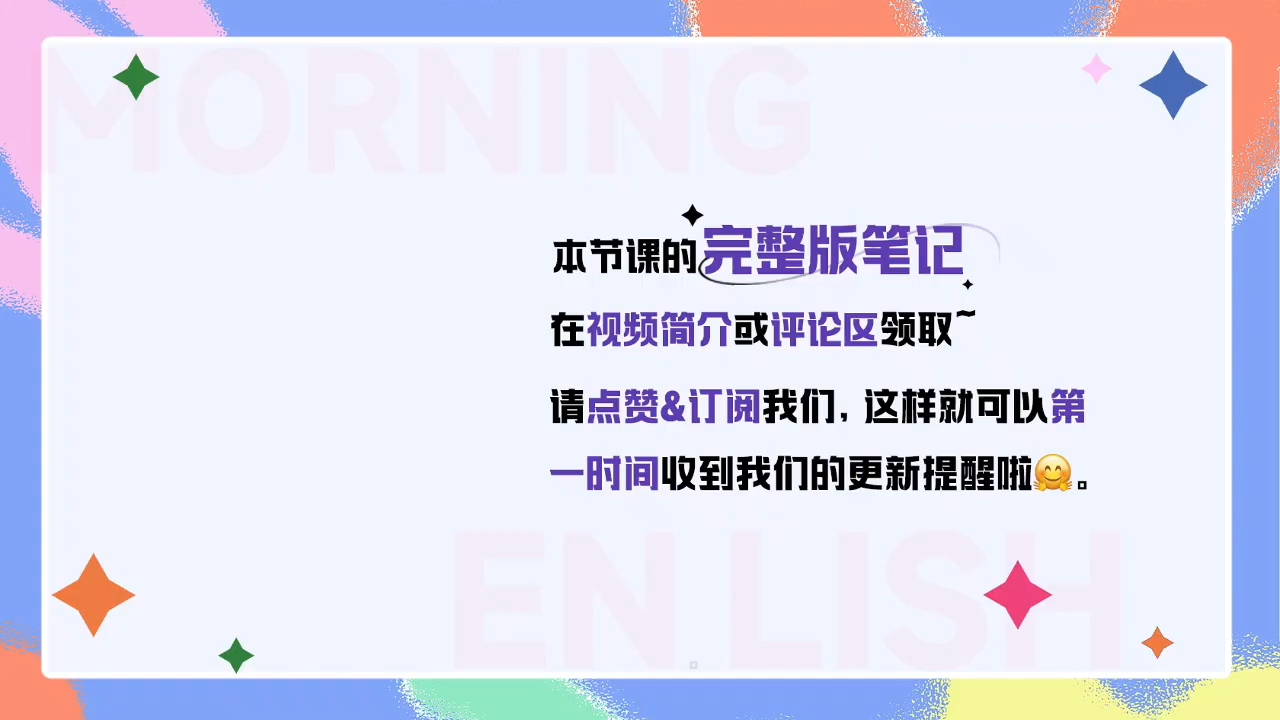 MORNING
本节课的完整版笔记
在视频简介或评论区领取~
请点赞&订阅我们，这样就可以第
一时间收到我们的更新提醒啦🤗。
EN LISH